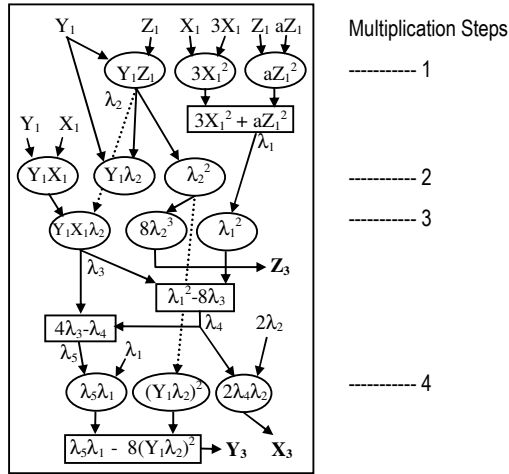 Multiplication Steps
Y₁ Z₁ X₁ 3X₁ Z₁ aZ₁
Y₁Z₁ 3X₁² aZ₁² ----------- 1
λ₂ 3X₁² + aZ₁²
Y₁ X₁ λ₁
Y₁X₁ Y₁λ₂ λ₂² ----------- 2
Y₁X₁λ₂ 8λ₂³ λ₁² ----------- 3
λ₃ Z₃
λ₁²-8λ₃
4λ₃-λ₄ λ₄ 2λ₂
λ₅ λ₁
λ₅λ₁ (Y₁λ₂)² 2λ₄λ₂ ----------- 4
λ₅λ₁ - 8(Y₁λ₂)² Y₃ X₃